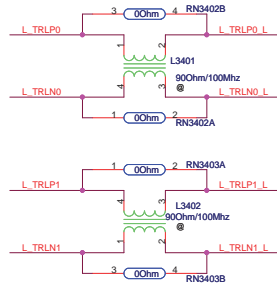 3 0Ohm 4 RN3402B
L_TRLP0 L_TRLP0_L
1 2
L3401
4 3
90Ohm/100Mhz
@
L_TRLN0 L_TRLN0_L
1 0Ohm 2
RN3402A
1 0Ohm 2 RN3403A
L_TRLP1 L_TRLP1_L
4 3
L3402
90Ohm/100Mhz
1 2
@
L_TRLN1 L_TRLN1_L
3 0Ohm 4
RN3403B